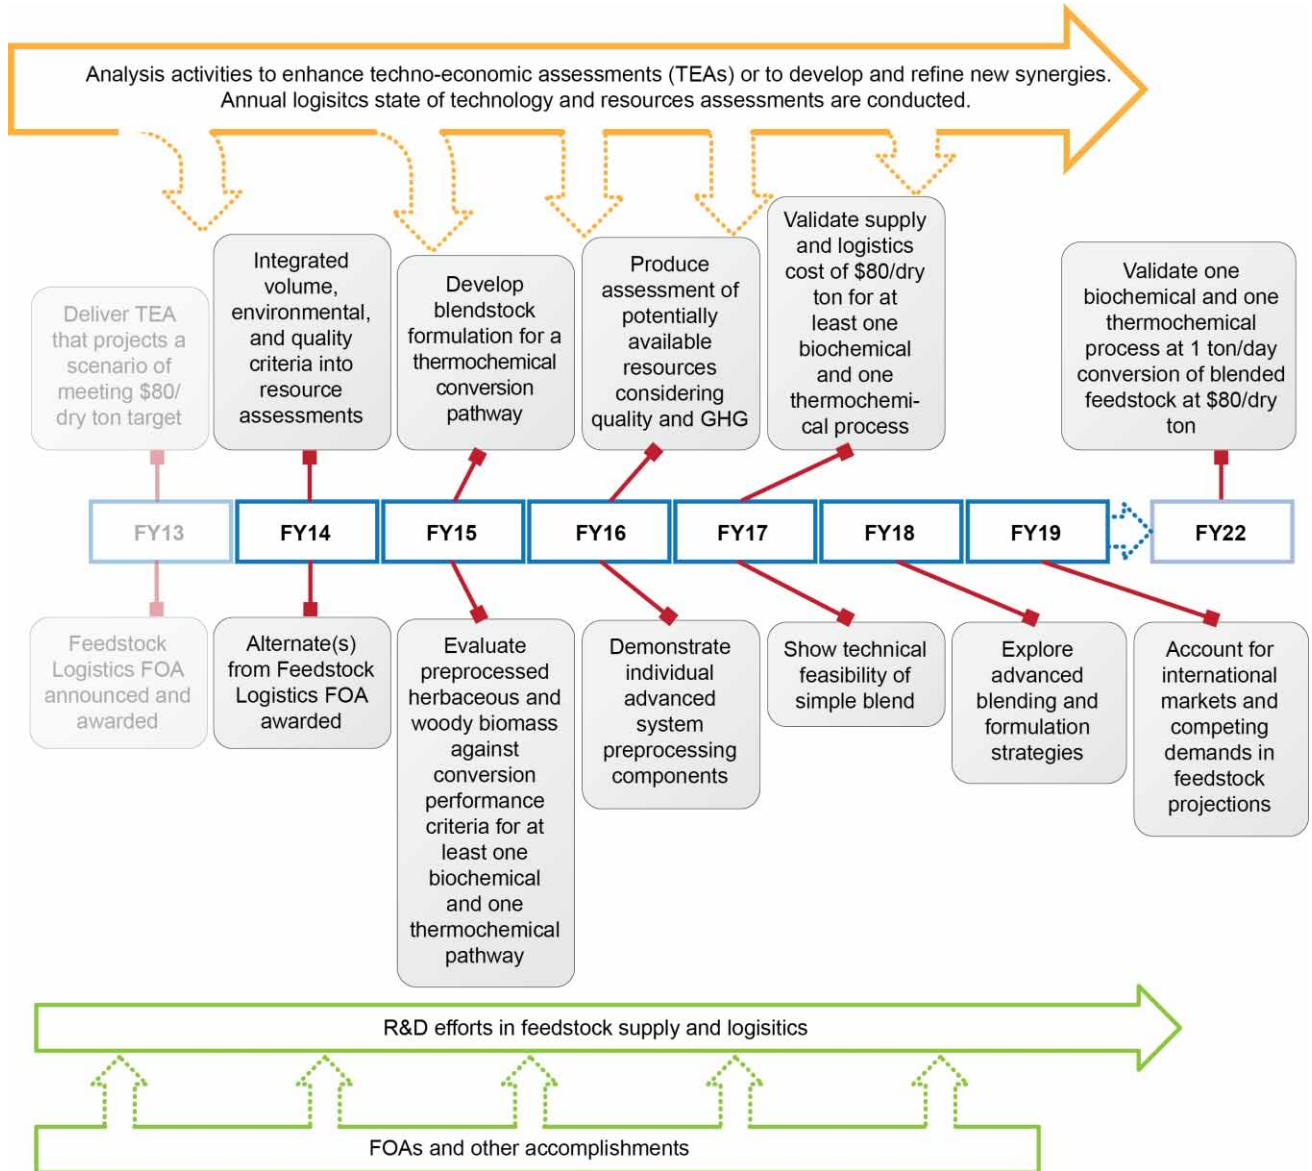 Analysis activities to enhance techno-economic assessments (TEAs) or to develop and refine new synergies.
Annual logisitcs state of technology and resources assessments are conducted.
Deliver TEA
that projects a
scenario of
meeting $80/
dry ton target
Integrated
volume,
environmental,
and quality
criteria into
resource
assessments
Develop
blendstock
formulation for a
thermochemical
conversion
pathway
Produce
assessment of
potentially
available
resources
considering
quality and GHG
Validate supply
and logistics
cost of $80/dry
ton for at
least one
biochemical
and one
thermochemi-
cal process
Validate one
biochemical and one
thermochemical
process at 1 ton/day
conversion of blended
feedstock at $80/dry
ton
FY13
FY14
FY15
FY16
FY17
FY18
FY19
FY22
Feedstock
Logistics FOA
announced and
awarded
Alternate(s)
from Feedstock
Logistics FOA
awarded
Evaluate
preprocessed
herbaceous and
woody biomass
against
conversion
performance
criteria for at
least one
biochemical
and one
thermochemical
pathway
Demonstrate
individual
advanced
system
preprocessing
components
Show technical
feasibility of
simple blend
Explore
advanced
blending and
formulation
strategies
Account for
international
markets and
competing
demands in
feedstock
projections
R&D efforts in feedstock supply and logisitics
FOAs and other accomplishments